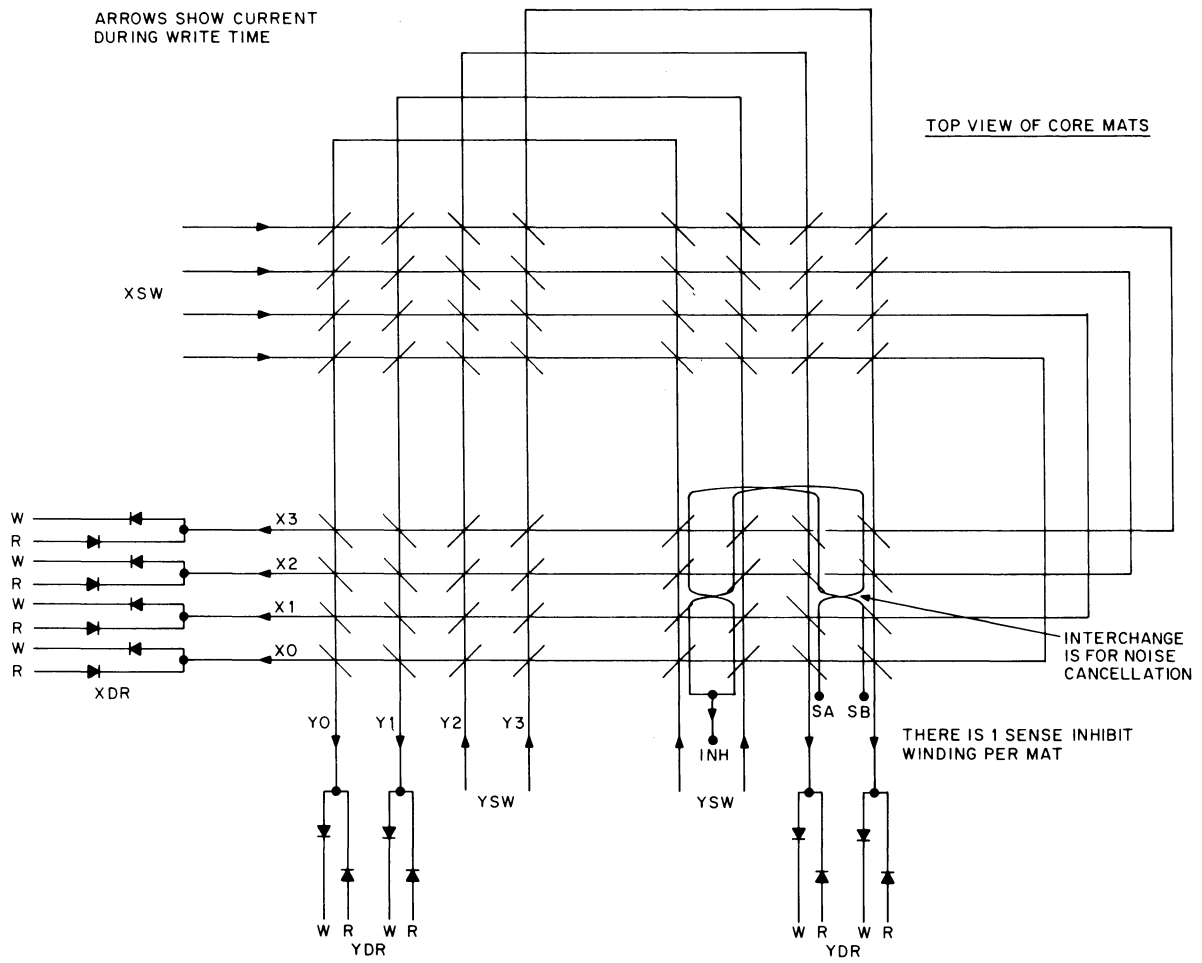 ARROWS SHOW CURRENT
DURING WRITE TIME
TOP VIEW OF CORE MATS
XSW
W
R
W
R
W
R
W
R
XDR
X3
X2
X1
X0
INTERCHANGE
IS FOR NOISE
CANCELLATION
SA SB
INH
THERE IS 1 SENSE INHIBIT
WINDING PER MAT
Y0 Y1 Y2 Y3
YSW
YSW
W R W R
YDR
W R W R
YDR